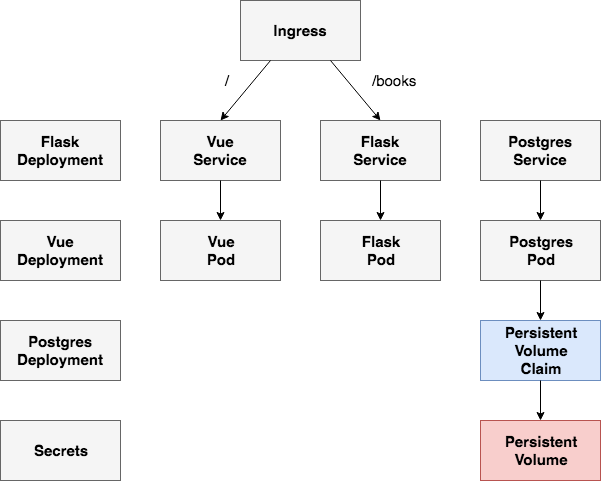 Ingress
/
/books
Flask
Deployment
Vue
Service
Flask
Service
Postgres
Service
Vue
Deployment
Vue
Pod
Flask
Pod
Postgres
Pod
Postgres
Deployment
Persistent
Volume
Claim
Secrets
Persistent
Volume